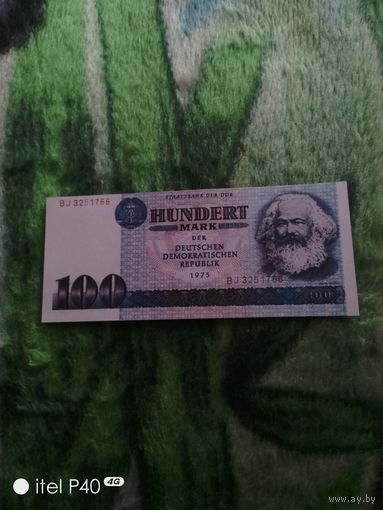 STAATSBANK DER DDR
BJ 3251766
HUNDERT
MARK
DER
DEUTSCHEN
DEMOKRATISCHEN
REPUBLIK
1975
BJ 3251766
100
100
itel P40 4G
www.ay.by